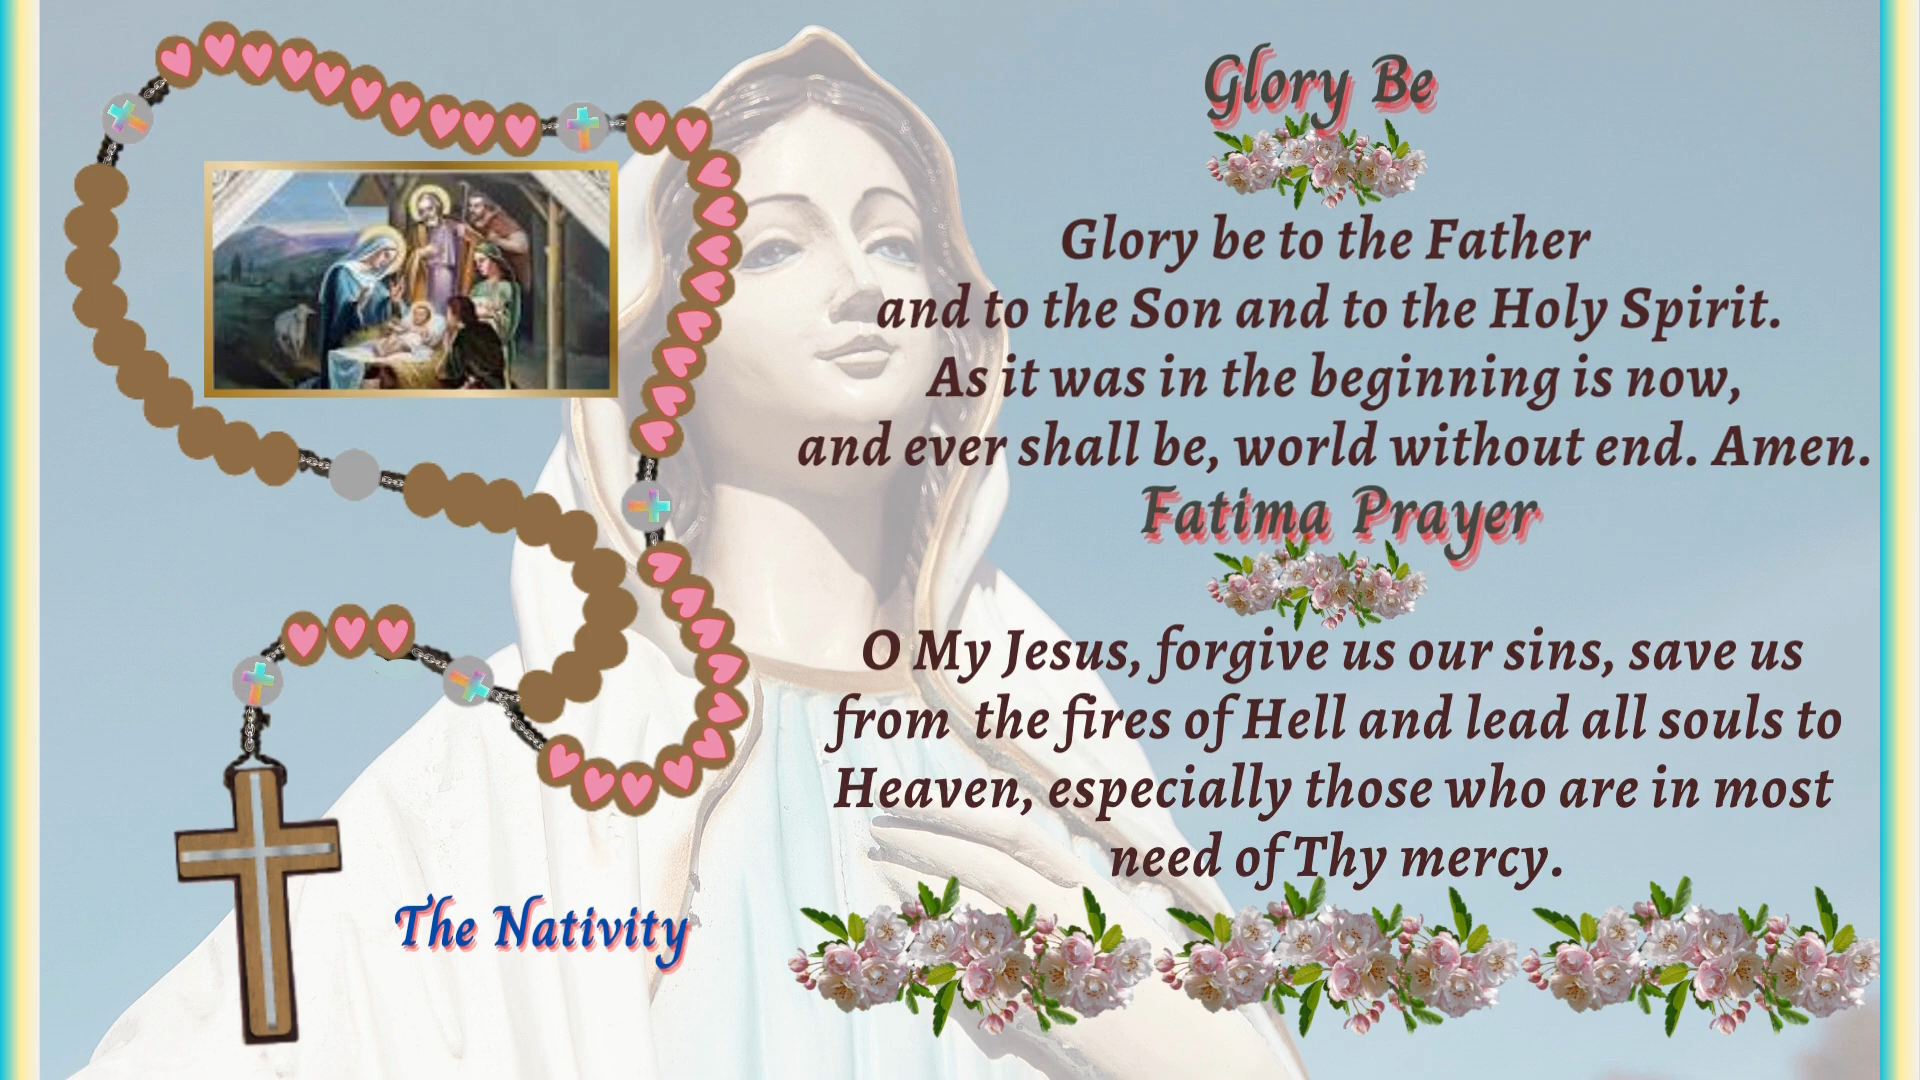 Glory Be
Glory be to the Father
and to the Son and to the Holy Spirit.
As it was in the beginning is now,
and ever shall be, world without end. Amen.
Fatima Prayer
O My Jesus, forgive us our sins, save us
from the fires of Hell and lead all souls to
Heaven, especially those who are in most
need of Thy mercy.
The Nativity